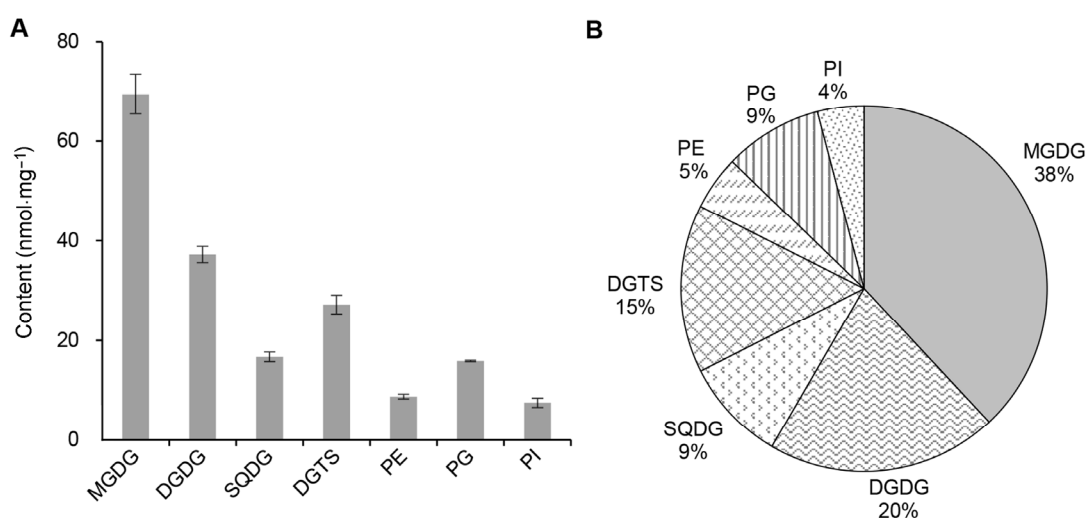 A
Content (nmol·mg⁻¹)
80
60
40
20
0
MGDG
DGDG
SQDG
DGTS
PE
PG
PI
B
PI
4%
PG
9%
PE
5%
MGDG
38%
DGTS
15%
SQDG
9%
DGDG
20%